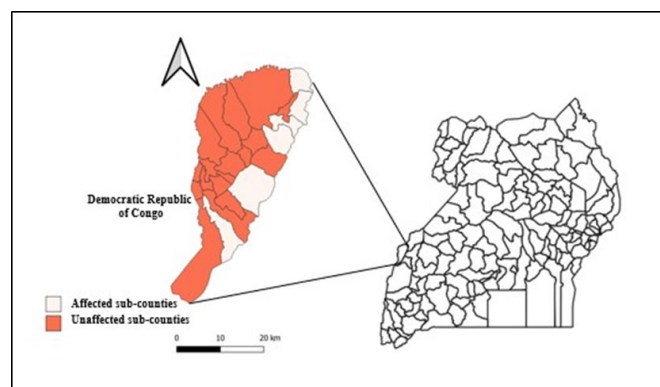 Democratic Republic
of Congo
Affected sub-counties
Unaffected sub-counties
0 10 20 km